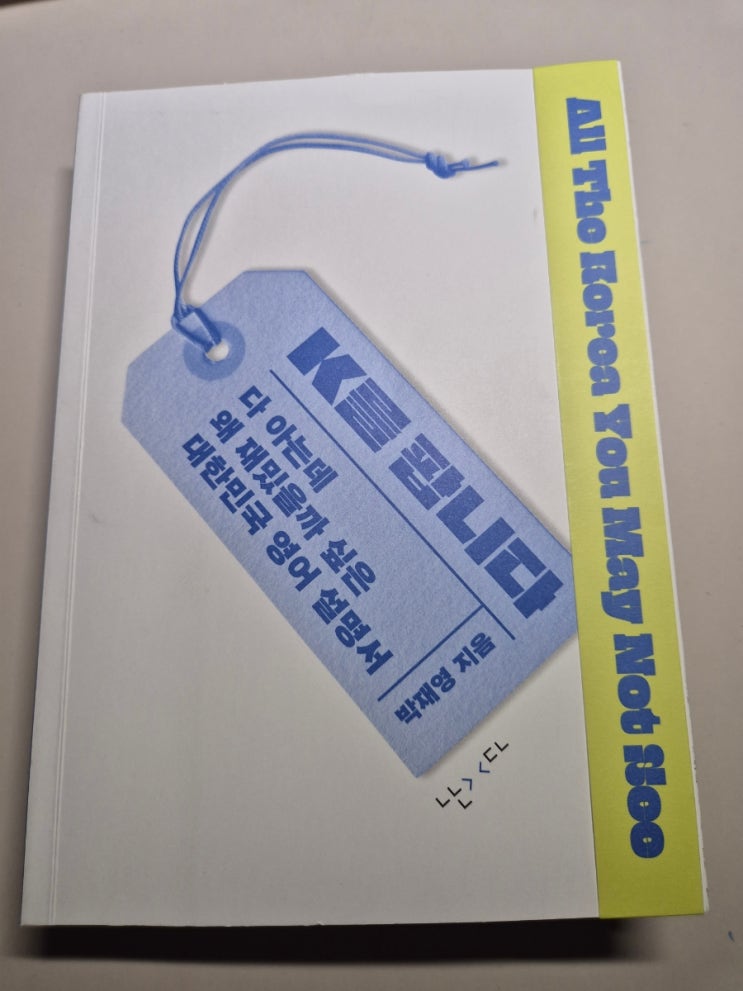 K를 팝니다
다 아는데
왜 재밌을까 싶은
대한민국 영어 설명서
박재영 지음
All The Korea You May Not See